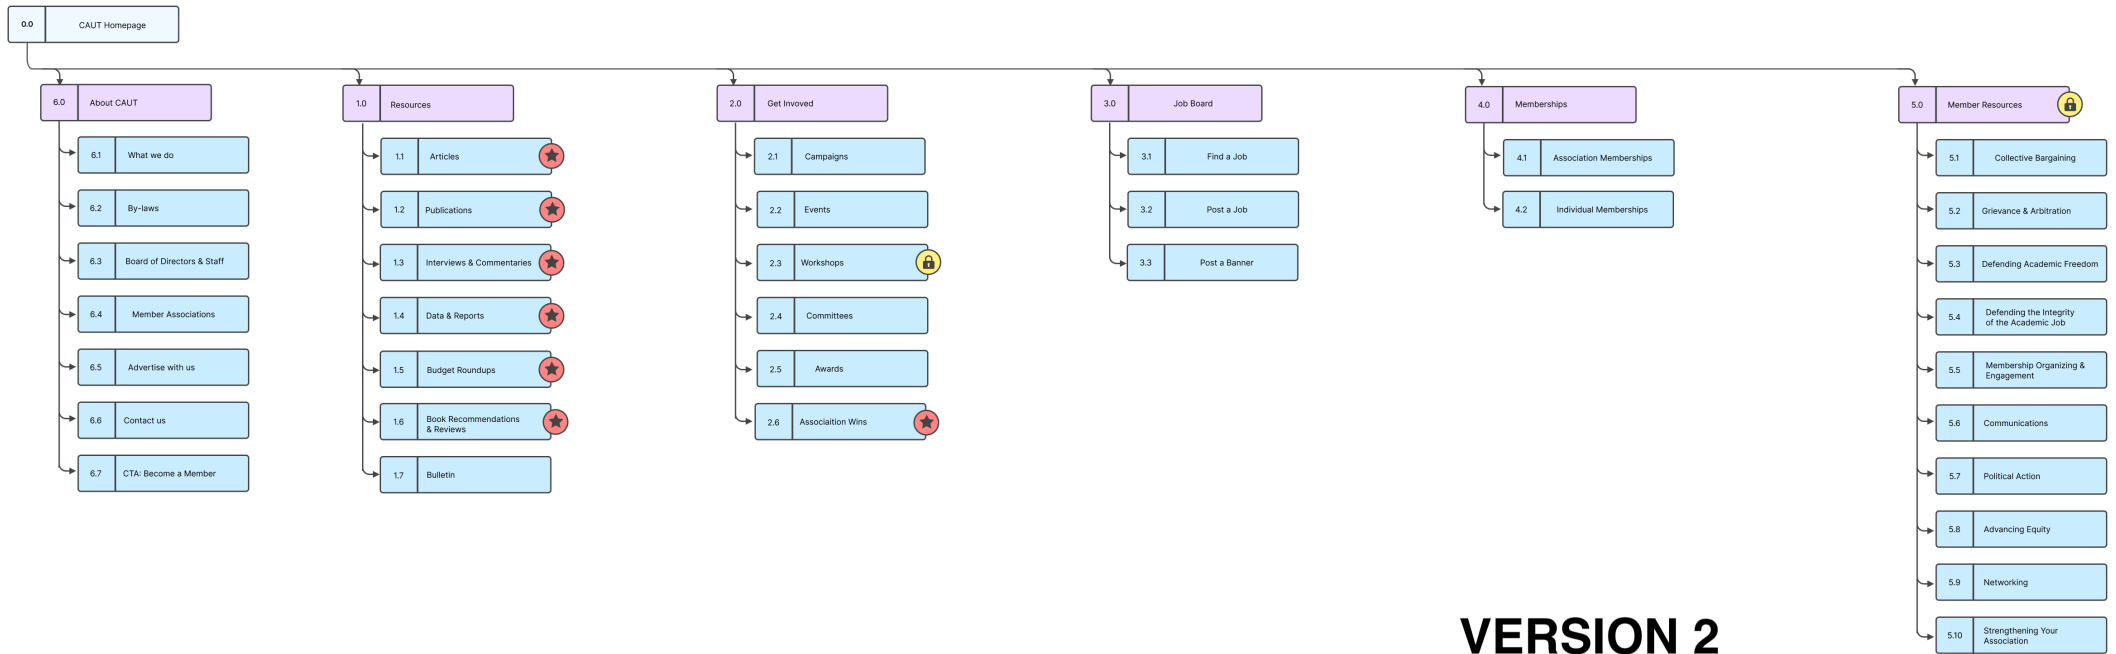 0.0 CAUT Homepage
6.0 About CAUT
6.1 What we do
6.2 By-laws
6.3 Board of Directors & Staff
6.4 Member Associations
6.5 Advertise with us
6.6 Contact us
6.7 CTA: Become a Member
1.0 Resources
1.1 Articles
1.2 Publications
1.3 Interviews & Commentaries
1.4 Data & Reports
1.5 Budget Roundups
1.6 Book Recommendations
& Reviews
1.7 Bulletin
2.0 Get Invoved
2.1 Campaigns
2.2 Events
2.3 Workshops
2.4 Committees
2.5 Awards
2.6 Associaition Wins
3.0 Job Board
3.1 Find a Job
3.2 Post a Job
3.3 Post a Banner
4.0 Memberships
4.1 Association Memberships
4.2 Individual Memberships
5.0 Member Resources
5.1 Collective Bargaining
5.2 Grievance & Arbitration
5.3 Defending Academic Freedom
5.4 Defending the Integrity
of the Academic Job
5.5 Membership Organizing &
Engagement
5.6 Communications
5.7 Political Action
5.8 Advancing Equity
5.9 Networking
5.10 Strengthening Your
Association
VERSION 2